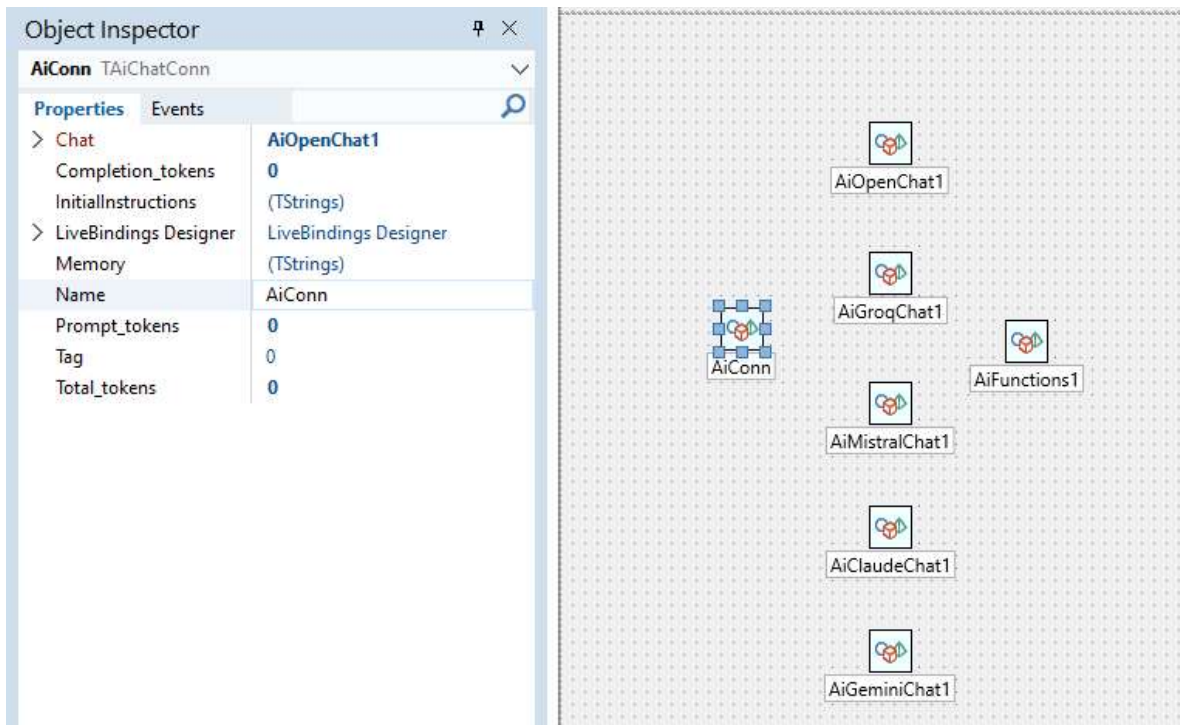 Object Inspector
AiConn TAiChatConn
Properties Events
Chat AiOpenChat1
Completion_tokens 0
InitialInstructions (TStrings)
LiveBindings Designer LiveBindings Designer
Memory (TStrings)
Name AiConn
Prompt_tokens 0
Tag 0
Total_tokens 0
AiOpenChat1
AiGroqChat1
AiConn
AiFunctions1
AiMistralChat1
AiClaudeChat1
AiGeminiChat1